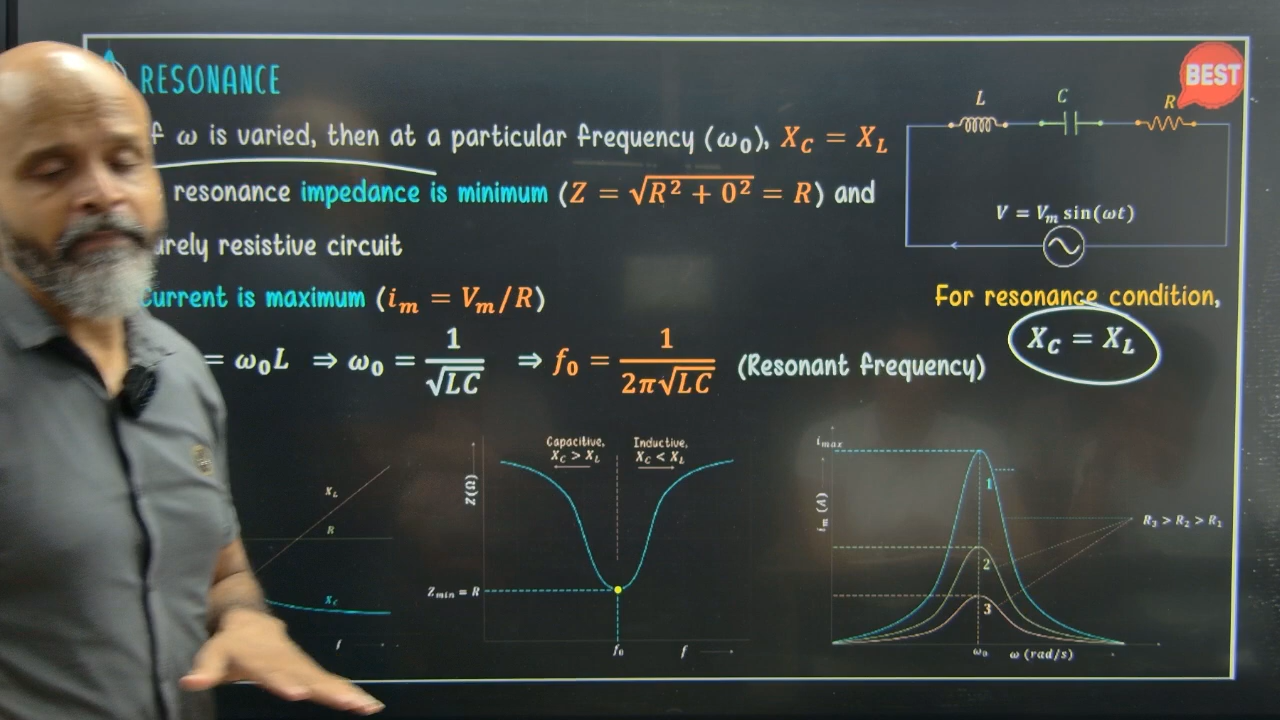 RESONANCE
BEST
f ω is varied, then at a particular frequency (ω₀), X_C = X_L
resonance impedance is minimum (Z = √(R² + 0²) = R) and
urely resistive circuit
Current is maximum (i_m = V_m/R)
= ω₀L ⇒ ω₀ = 1/√(LC) ⇒ f₀ = 1/(2π√(LC)) (Resonant frequency)
L C R
V = V_m sin(ωt)
For resonance condition,
X_C = X_L
X_L
R
X_C
f
Z(Ω)
Capacitive, Inductive,
X_C > X_L X_C < X_L
Z_min = R
f₀ f
i_max
i_m (A)
1
2
3
R₃ > R₂ > R₁
ω₀ ω (rad/s)